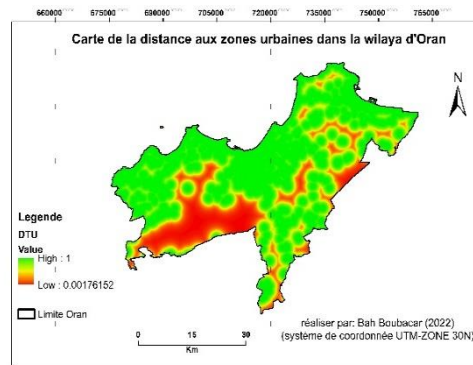 660000 675000 690000 705000 720000 735000 750000 765000
Carte de la distance aux zones urbaines dans la wilaya d'Oran
N
Legende
DTU
Value
High : 1
Low : 0.00176152
Limite Oran
0 15 30
Km
réaliser par: Bah Boubacar (2022)
(système de coordonnée UTM-ZONE 30N)